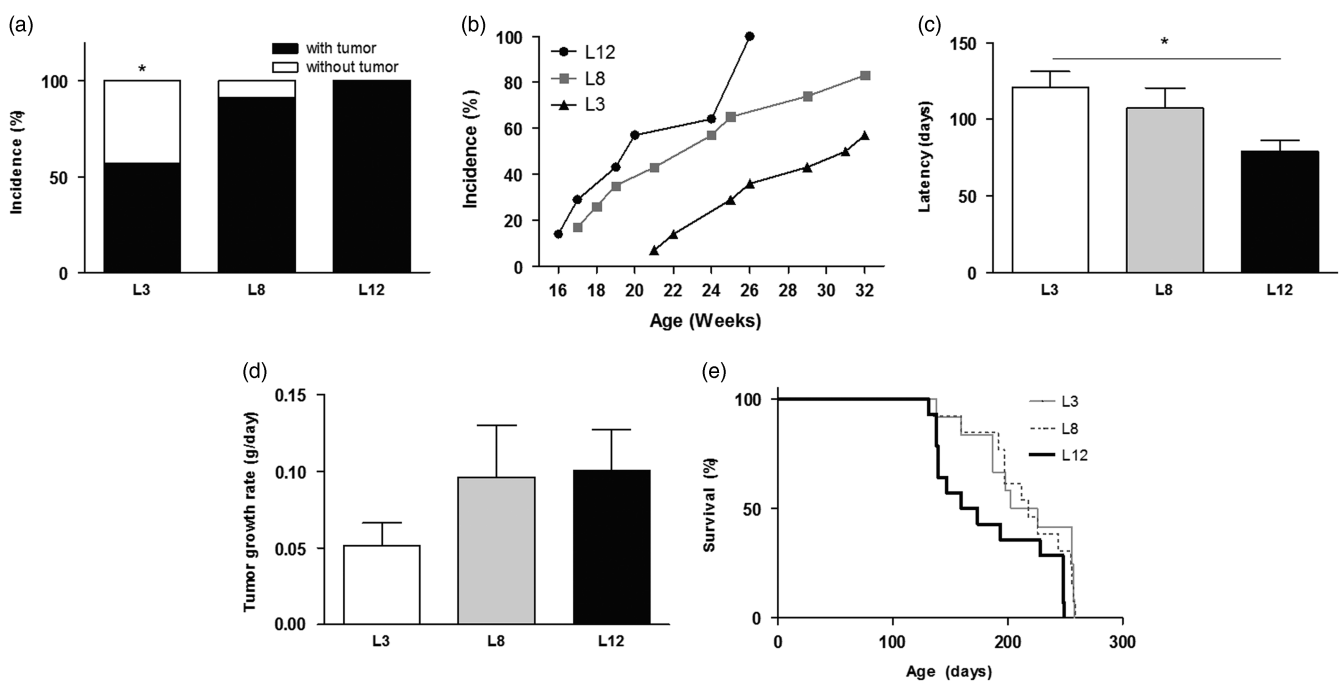 (a)
with tumor
without tumor
*
100
50
0
Incidence (%)
L3 L8 L12
(b)
L12
L8
L3
100
80
60
40
20
0
Incidence (%)
16 18 20 22 24 26 28 30 32
Age (Weeks)
(c)
*
150
100
50
0
Latency (days)
L3 L8 L12
(d)
0.15
0.10
0.05
0.00
Tumor growth rate (g/day)
L3 L8 L12
(e)
L3
L8
L12
100
50
0
Survival (%)
0 100 200 300
Age (days)